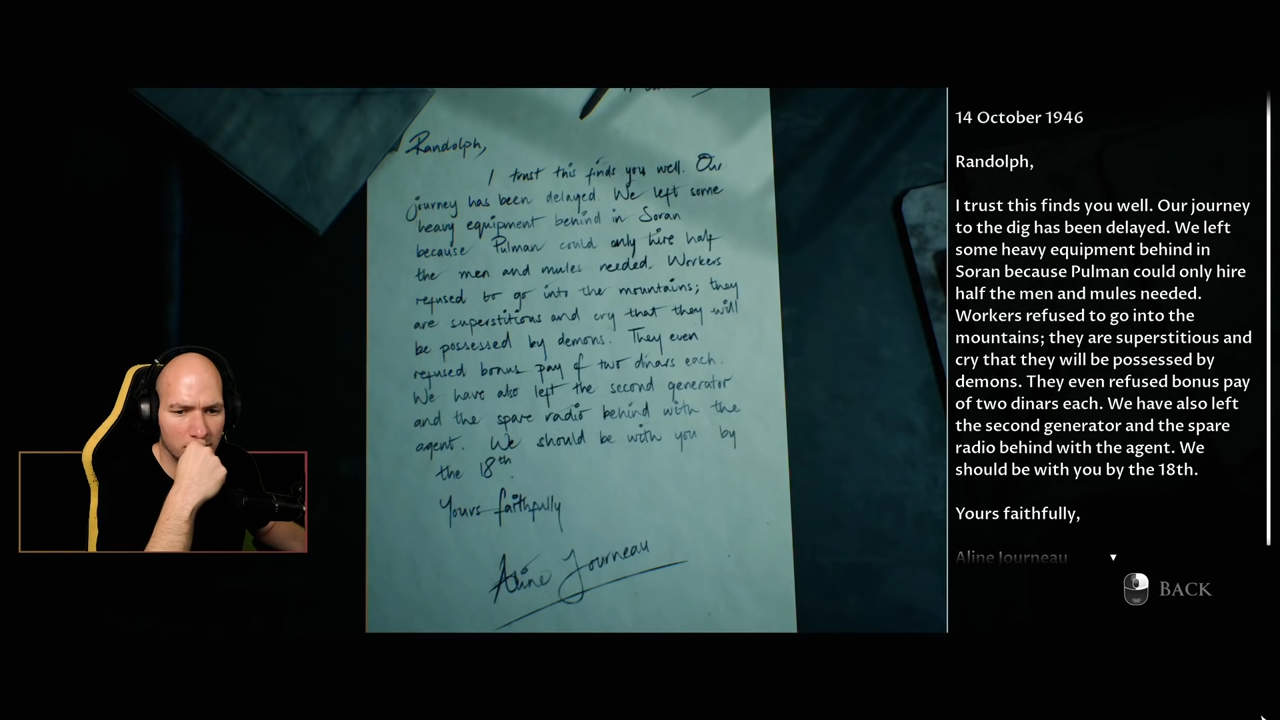 Randolph,
I trust this finds you well. Our
journey has been delayed. We left some
heavy equipment behind in Soran
because Pulman could only hire half
the men and mules needed. Workers
refused to go into the mountains; they
are superstitious and cry that they will
be possessed by demons. They even
refused bonus pay of two dinars each.
We have also left the second generator
and the spare radio behind with the
agent. We should be with you by
the 18th.
Yours faithfully
Aline Journeau
14 October 1946
Randolph,
I trust this finds you well. Our journey
to the dig has been delayed. We left
some heavy equipment behind in
Soran because Pulman could only hire
half the men and mules needed.
Workers refused to go into the
mountains; they are superstitious and
cry that they will be possessed by
demons. They even refused bonus pay
of two dinars each. We have also left
the second generator and the spare
radio behind with the agent. We
should be with you by the 18th.
Yours faithfully,
Aline Journeau
BACK